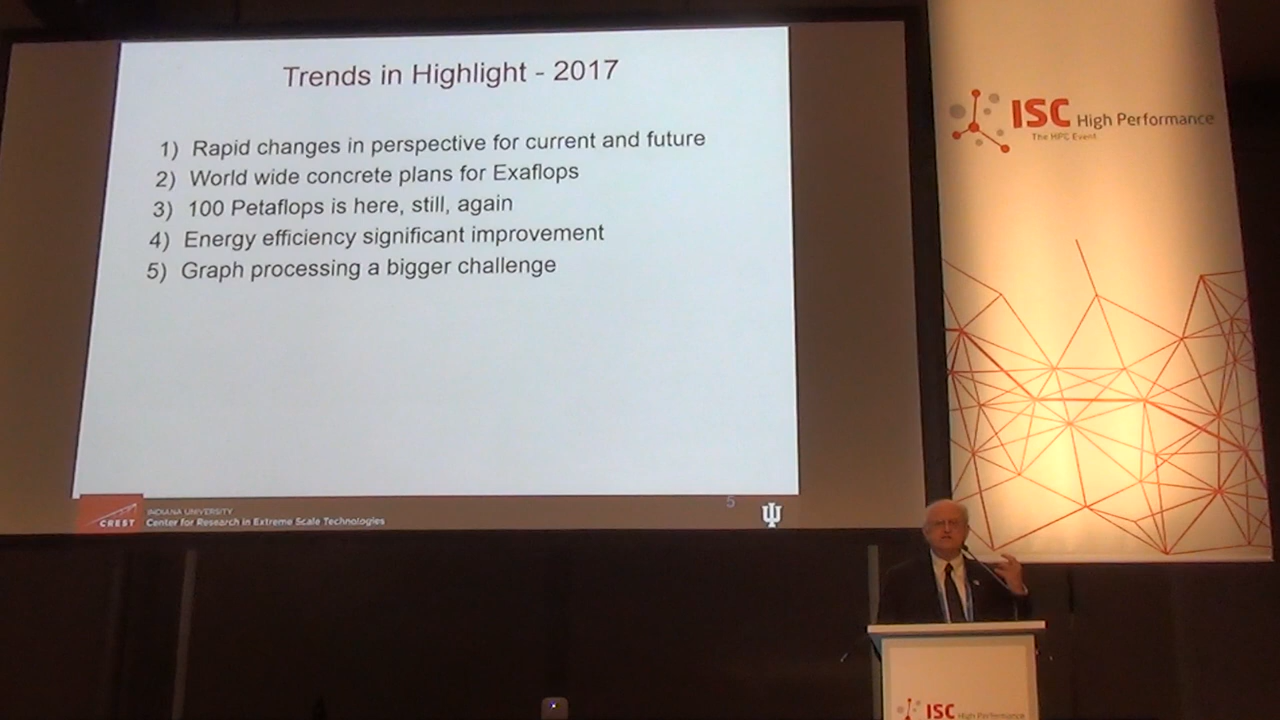 Trends in Highlight - 2017
1) Rapid changes in perspective for current and future
2) World wide concrete plans for Exaflops
3) 100 Petaflops is here, still, again
4) Energy efficiency significant improvement
5) Graph processing a bigger challenge
5
CREST
INDIANA UNIVERSITY
Center for Research in Extreme Scale Technologies
ISC High Performance
The HPC Event
ISC High Performance